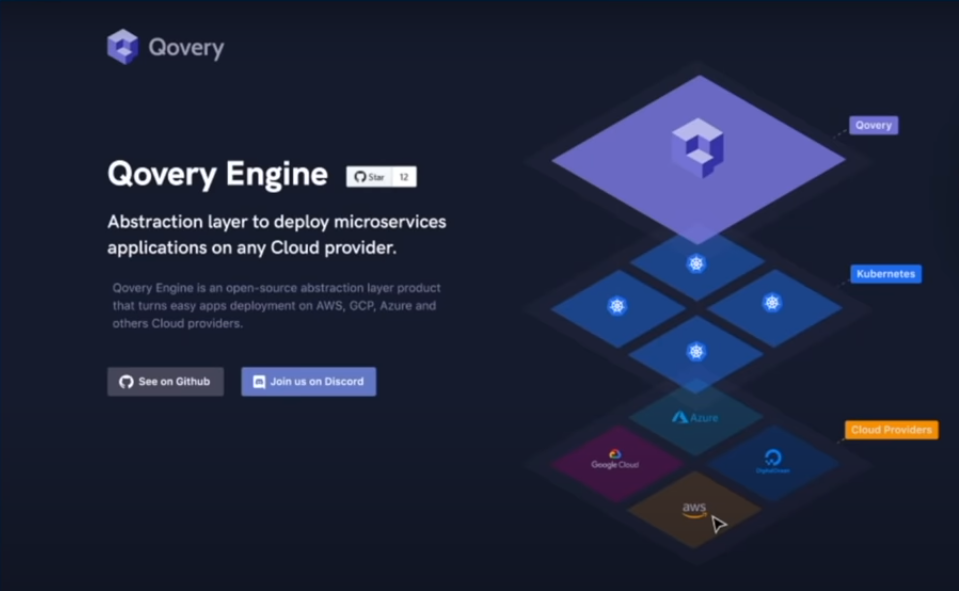 Qovery
Qovery Engine
Star 12
Abstraction layer to deploy microservices
applications on any Cloud provider.
Qovery Engine is an open-source abstraction layer product
that turns easy apps deployment on AWS, GCP, Azure and
others Cloud providers.
See on Github
Join us on Discord
Qovery
Kubernetes
Cloud Providers
Azure
Google Cloud
DigitalOcean
aws